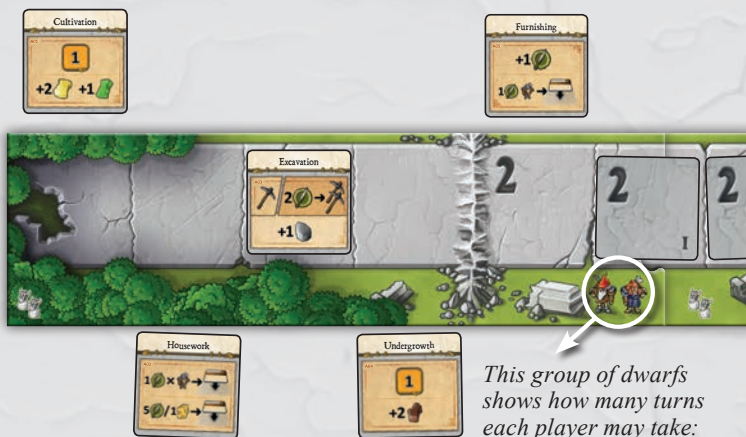 Cultivation
1
+2 +1
Furnishing
+1
1 →
Excavation
2 →
+1
2
2
I
2
Housework
1 × →
5 /1 →
Undergrowth
1
+2
This group of dwarfs
shows how many turns
each player may take: